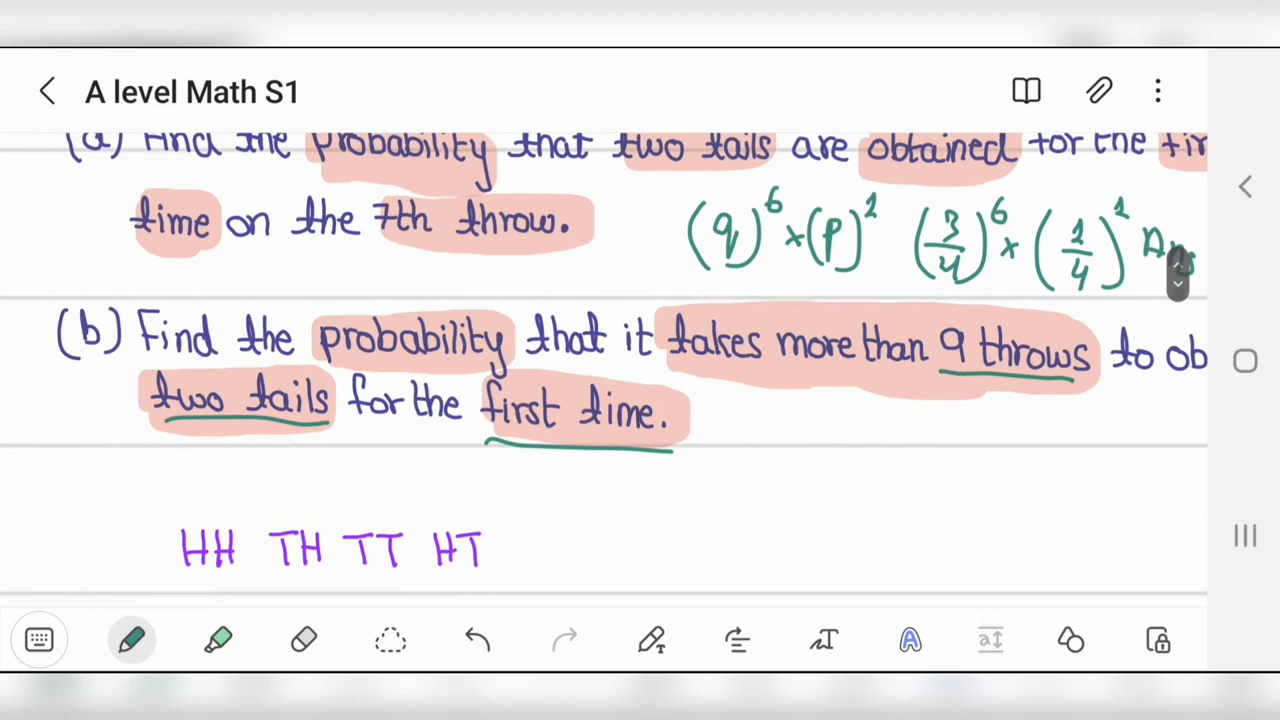 A level Math S1
(a) Find the probability that two tails are obtained for the fir
time on the 7th throw. (q)^6 × (p)^1 (3/4)^6 × (1/4)^1 Ans
(b) Find the probability that it takes more than 9 throws to ob
two tails for the first time.
HH TH TT HT